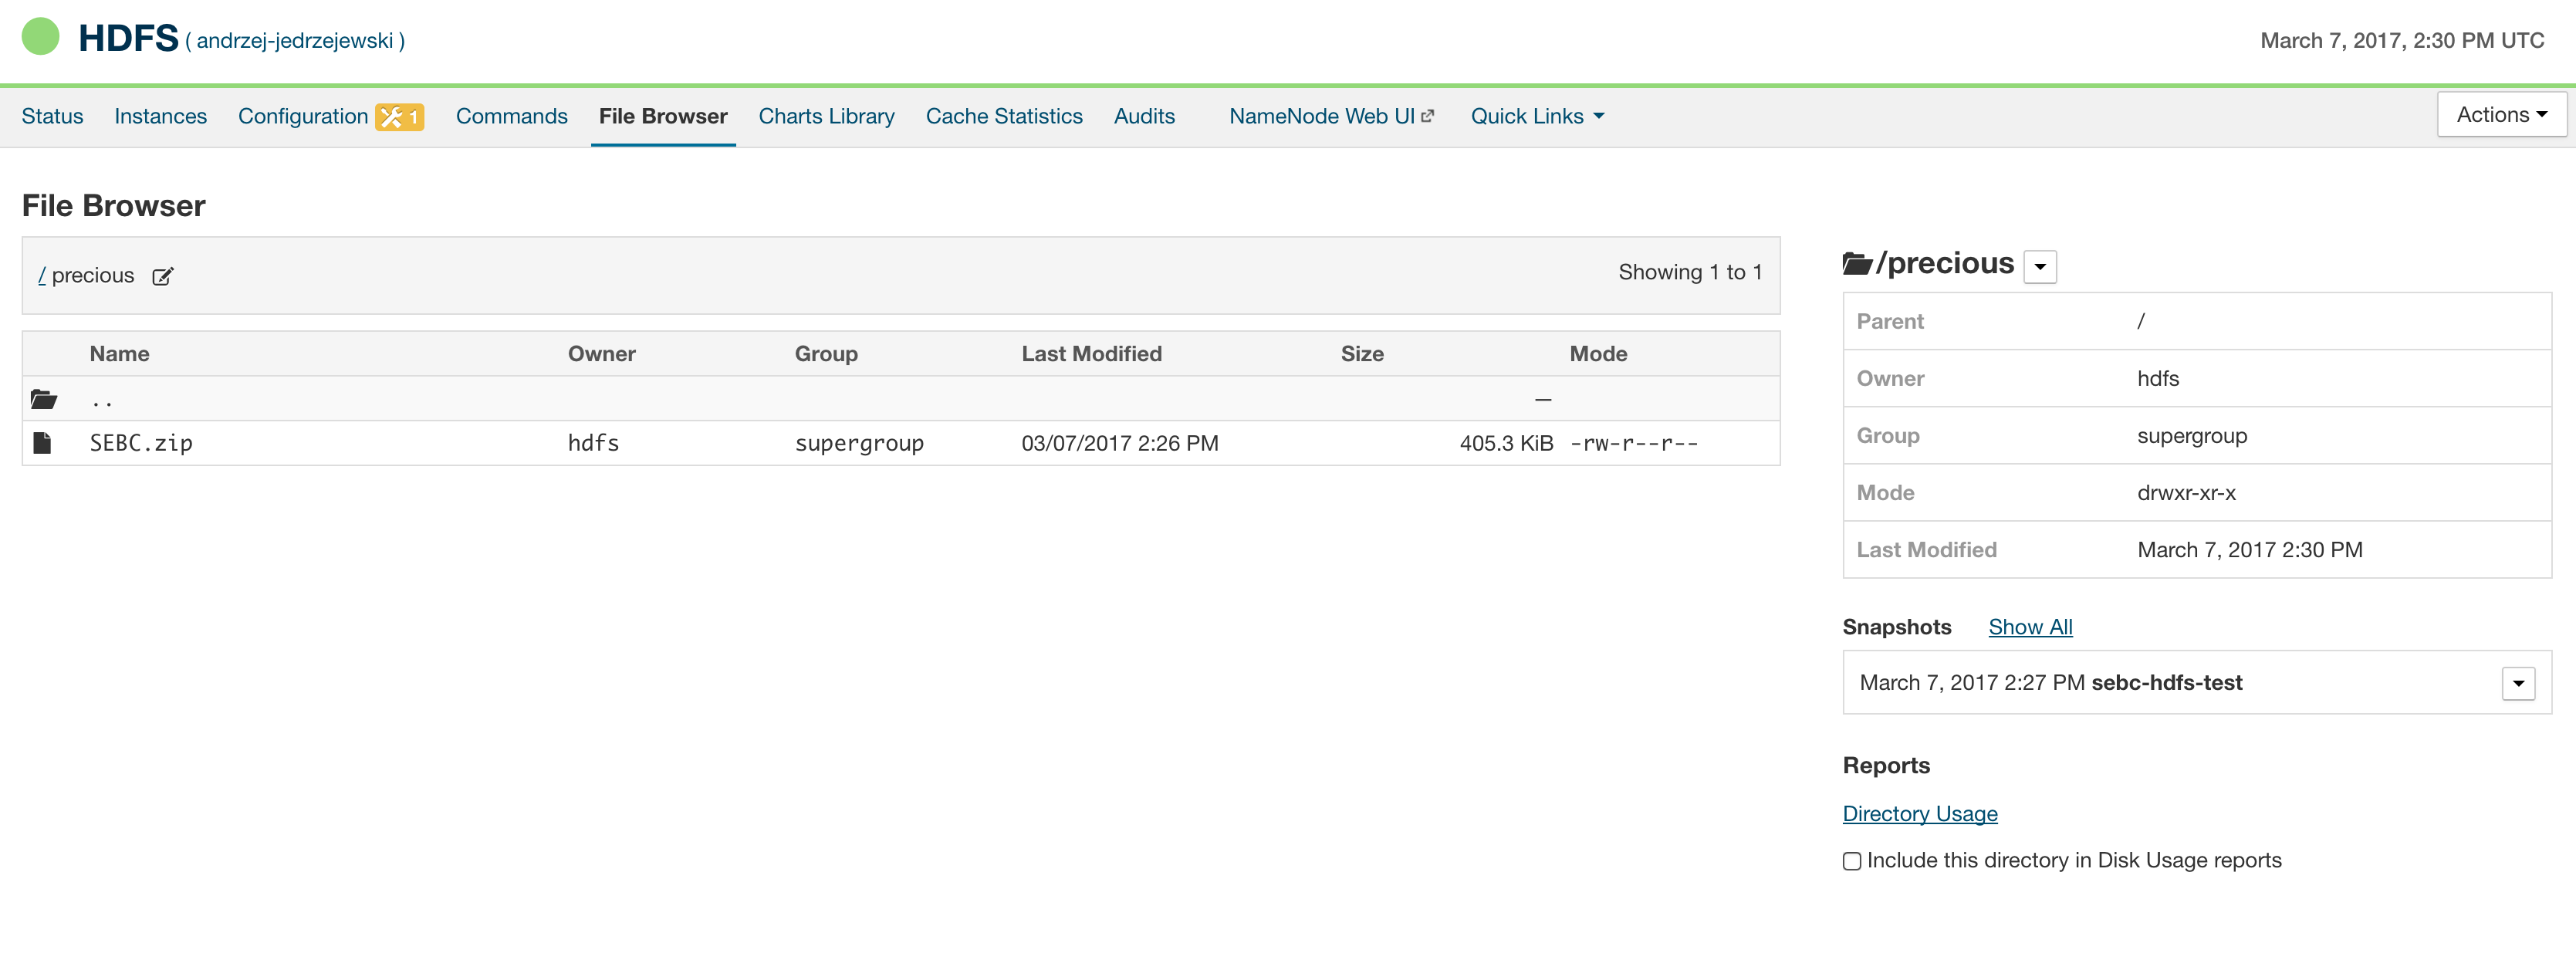 HDFS ( andrzej-jedrzejewski )
March 7, 2017, 2:30 PM UTC
Status Instances Configuration 1 Commands File Browser Charts Library Cache Statistics Audits NameNode Web UI Quick Links Actions
File Browser
/ precious
Showing 1 to 1
Name Owner Group Last Modified Size Mode
.. —
SEBC.zip hdfs supergroup 03/07/2017 2:26 PM 405.3 KiB -rw-r--r--
/precious
Parent /
Owner hdfs
Group supergroup
Mode drwxr-xr-x
Last Modified March 7, 2017 2:30 PM
Snapshots Show All
March 7, 2017 2:27 PM sebc-hdfs-test
Reports
Directory Usage
Include this directory in Disk Usage reports